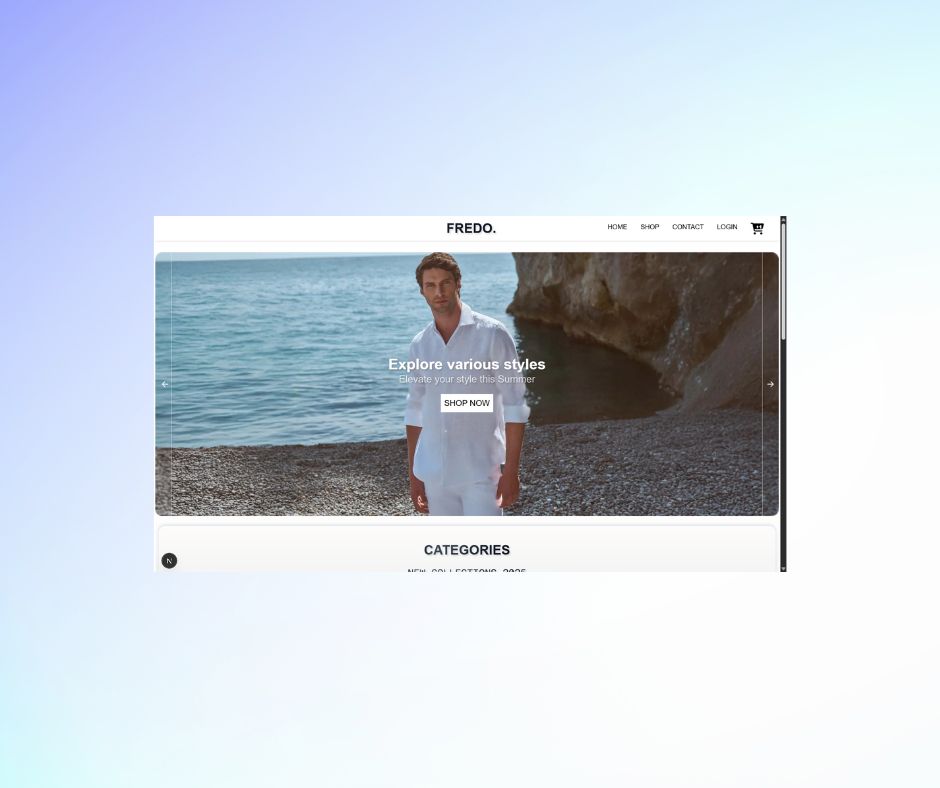 FREDO.
HOME SHOP CONTACT LOGIN
Explore various styles
Elevate your style this Summer
SHOP NOW
CATEGORIES
NEW COLLECTIONS 2025
N